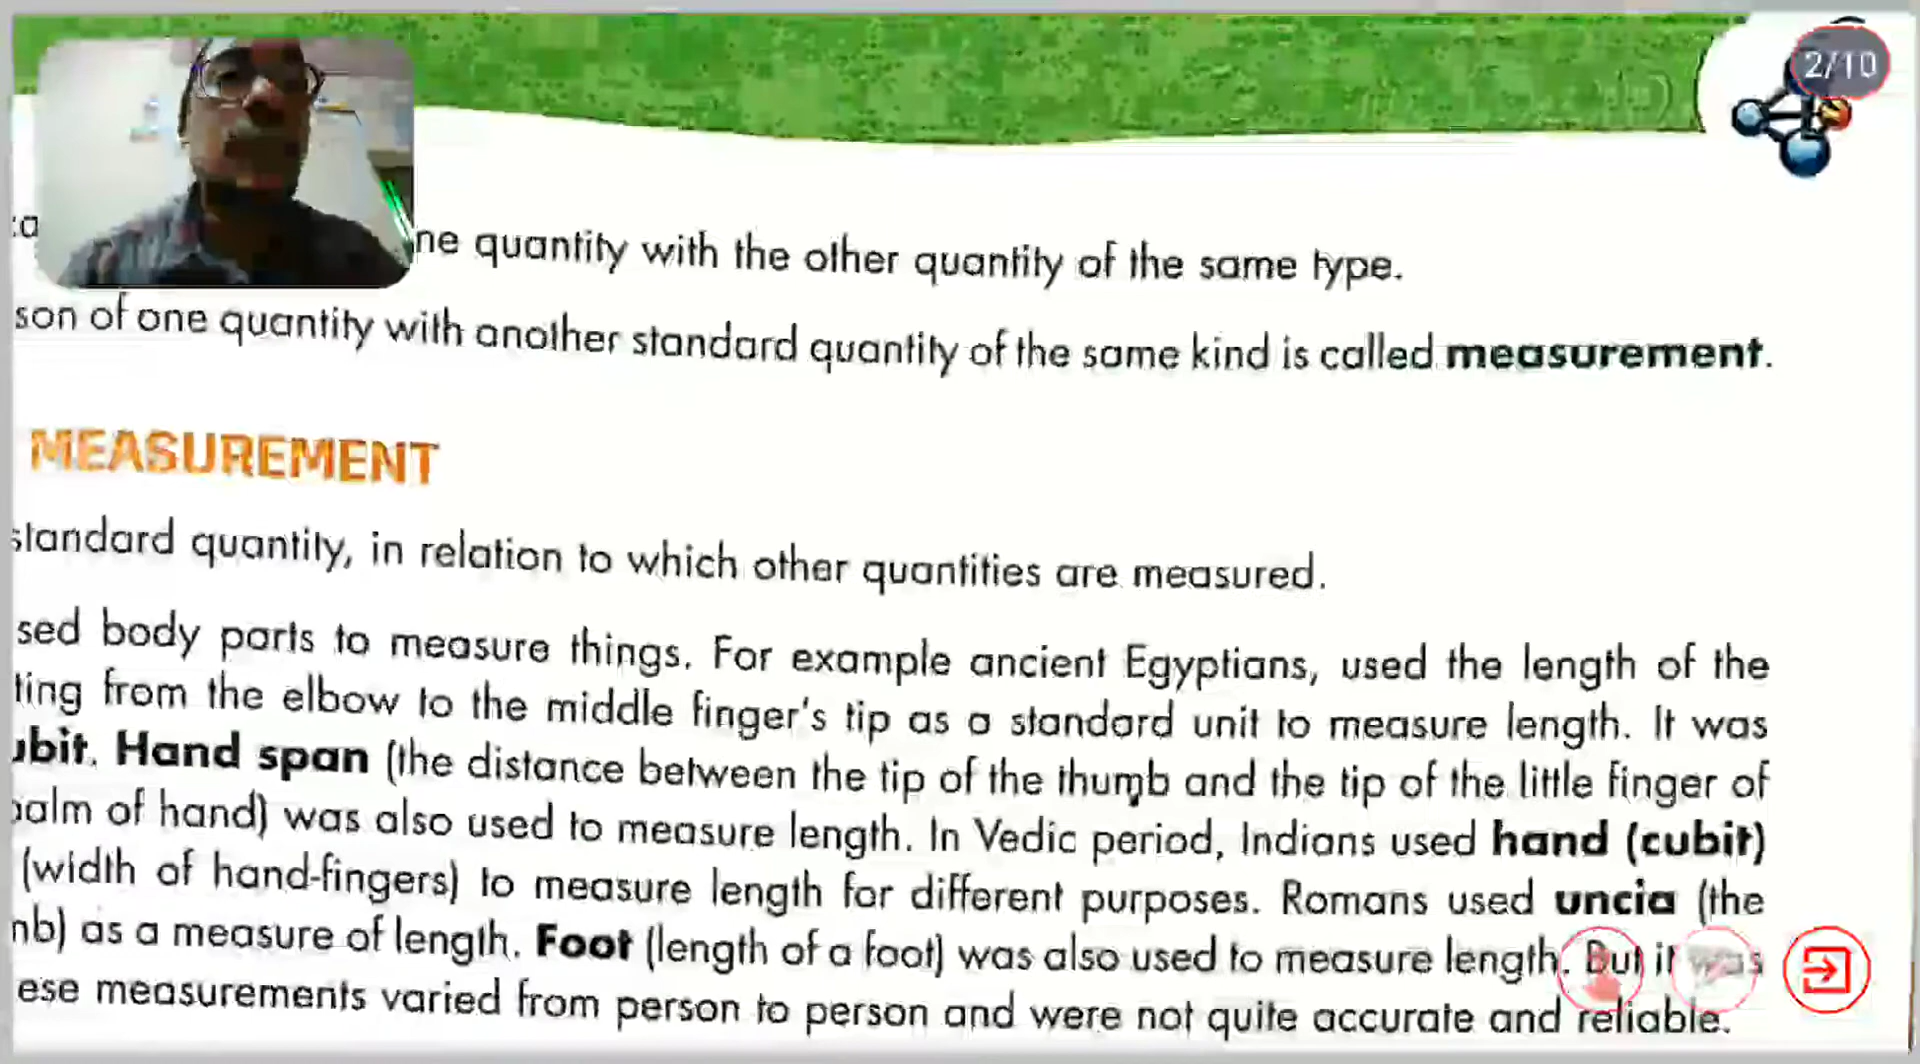 2/10
ne quantity with the other quantity of the same type.
son of one quantity with another standard quantity of the same kind is called measurement.
MEASUREMENT
standard quantity, in relation to which other quantities are measured.
sed body parts to measure things. For example ancient Egyptians, used the length of the
ting from the elbow to the middle finger's tip as a standard unit to measure length. It was
ubit. Hand span (the distance between the tip of the thumb and the tip of the little finger of
palm of hand) was also used to measure length. In Vedic period, Indians used hand (cubit)
(width of hand-fingers) to measure length for different purposes. Romans used uncia (the
nb) as a measure of length. Foot (length of a foot) was also used to measure length. But it was
ese measurements varied from person to person and were not quite accurate and reliable.